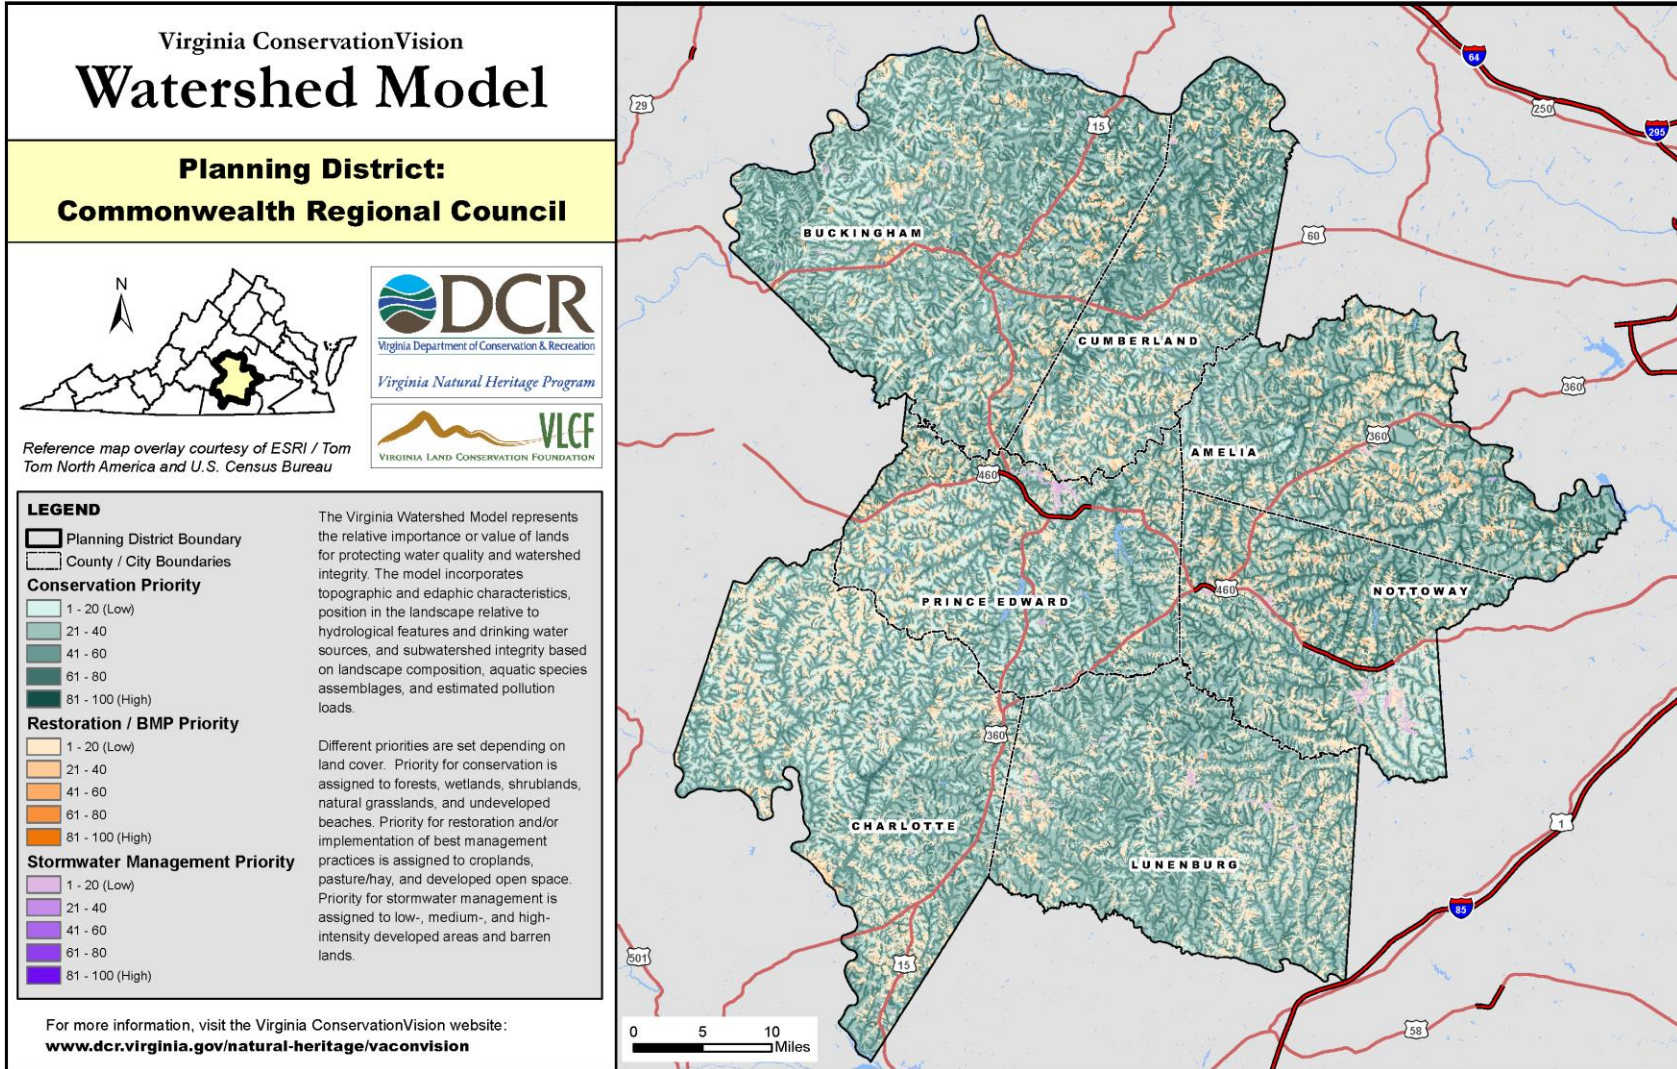 Virginia ConservationVision
Watershed Model
Planning District:
Commonwealth Regional Council
N
DCR
Virginia Department of Conservation & Recreation
Virginia Natural Heritage Program
VLCF
VIRGINIA LAND CONSERVATION FOUNDATION
Reference map overlay courtesy of ESRI / Tom
Tom North America and U.S. Census Bureau
LEGEND
Planning District Boundary
County / City Boundaries
Conservation Priority
1 - 20 (Low)
21 - 40
41 - 60
61 - 80
81 - 100 (High)
Restoration / BMP Priority
1 - 20 (Low)
21 - 40
41 - 60
61 - 80
81 - 100 (High)
Stormwater Management Priority
1 - 20 (Low)
21 - 40
41 - 60
61 - 80
81 - 100 (High)
The Virginia Watershed Model represents
the relative importance or value of lands
for protecting water quality and watershed
integrity. The model incorporates
topographic and edaphic characteristics,
position in the landscape relative to
hydrological features and drinking water
sources, and subwatershed integrity based
on landscape composition, aquatic species
assemblages, and estimated pollution
loads.
Different priorities are set depending on
land cover. Priority for conservation is
assigned to forests, wetlands, shrublands,
natural grasslands, and undeveloped
beaches. Priority for restoration and/or
implementation of best management
practices is assigned to croplands,
pasture/hay, and developed open space.
Priority for stormwater management is
assigned to low-, medium-, and high-
intensity developed areas and barren
lands.
For more information, visit the Virginia ConservationVision website:
www.dcr.virginia.gov/natural-heritage/vaconvision
64
29
250
15
295
BUCKINGHAM
60
CUMBERLAND
360
360
AMELIA
460
460
NOTTOWAY
PRINCE EDWARD
360
1
CHARLOTTE
LUNENBURG
85
501
15
58
0 5 10
Miles